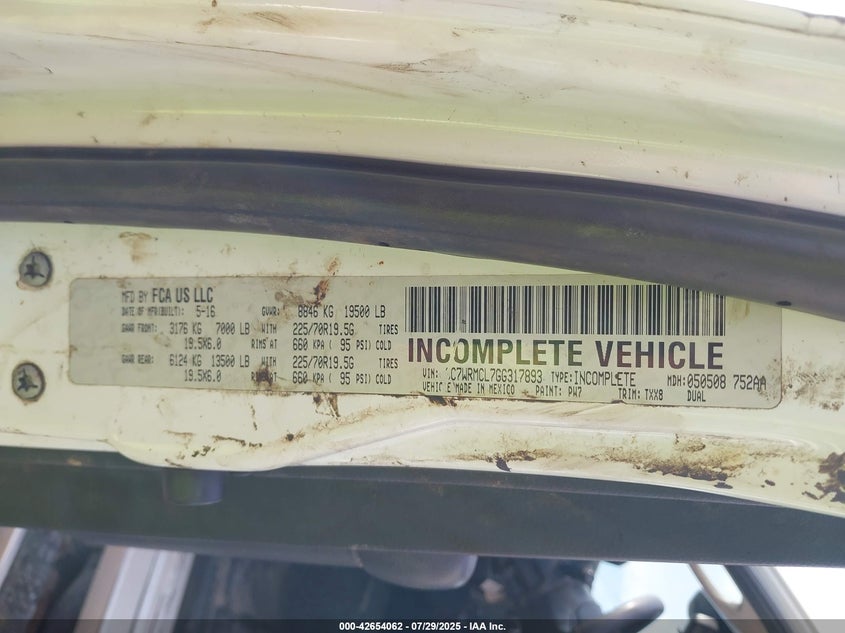 MFD BY FCA US LLC
DATE OF MFR(BUILT): 5-16 GVWR: 8846 KG 19500 LB
GAWR FRONT: 3176 KG 7000 LB WITH 225/70R19.5G TIRES
19.5X6.0 RIMS AT 660 KPA ( 95 PSI) COLD
GAWR REAR: 6124 KG 13500 LB WITH 225/70R19.5G TIRES
19.5X6.0 RIMS AT 660 KPA ( 95 PSI) COLD
INCOMPLETE VEHICLE
VIN: C7WRMCL7GG317893 TYPE:INCOMPLETE MDH:050508 752AA
VEHIC E MADE IN MEXICO PAINT: PW7 TRIM: TXX8 DUAL
000-42654062 - 07/29/2025 - IAA Inc.